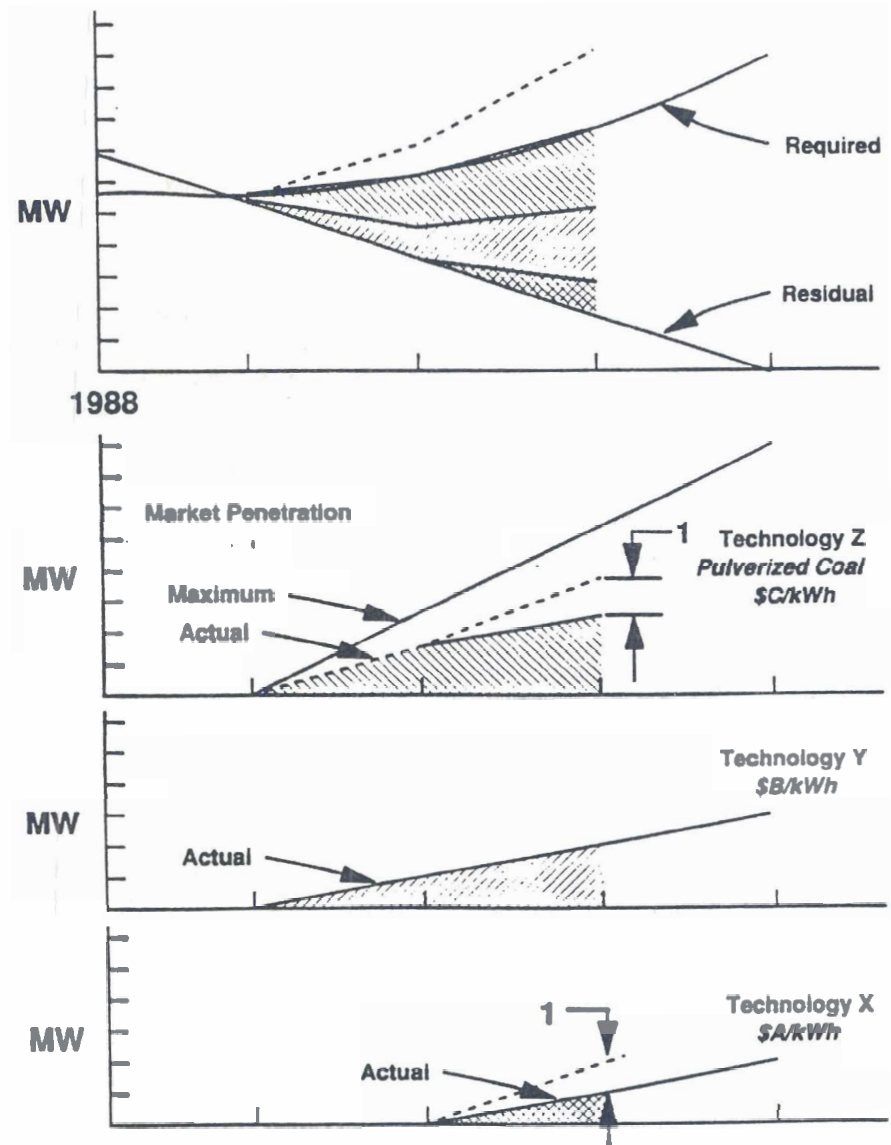 MW
Required
Residual
1988
Market Penetration
MW
Maximum
Actual
1
Technology Z
Pulverized Coal
$C/kWh
MW
Actual
Technology Y
$B/kWh
MW
Actual
1
Technology X
$A/kWh